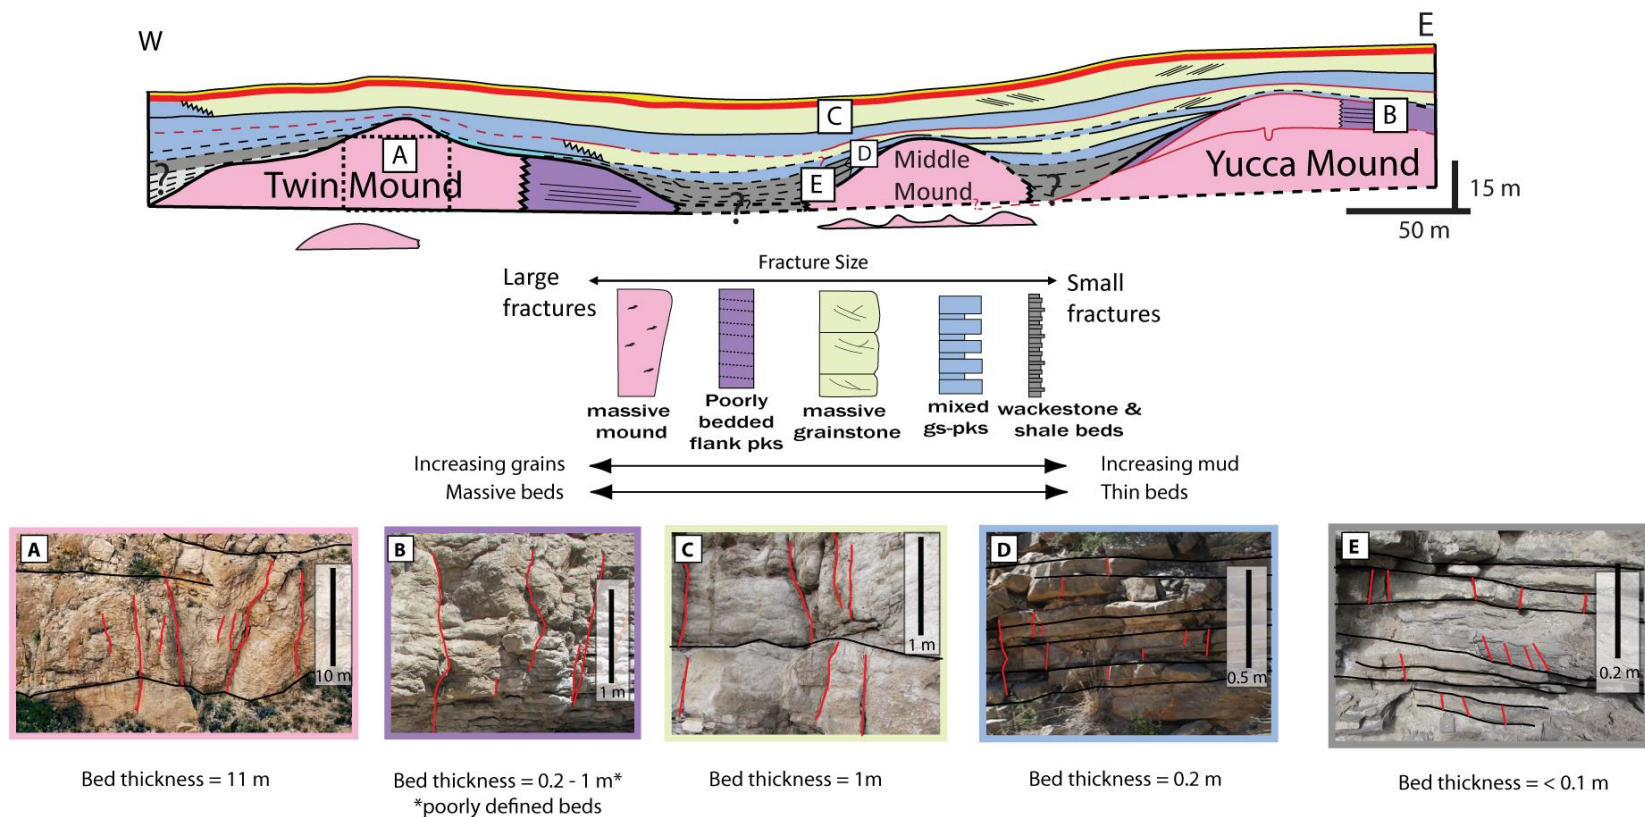 W
E
C
B
A
D
Middle
Mound
E
Twin Mound
Yucca Mound
?
?
?
?
?
?
?
15 m
50 m
Fracture Size
Large
fractures
Small
fractures
massive
mound
Poorly
bedded
flank pks
massive
grainstone
mixed
gs-pks
wackestone &
shale beds
Increasing grains
Increasing mud
Massive beds
Thin beds
A
10 m
B
1 m
C
1 m
D
0.5 m
E
0.2 m
Bed thickness = 11 m
Bed thickness = 0.2 - 1 m*
*poorly defined beds
Bed thickness = 1m
Bed thickness = 0.2 m
Bed thickness = < 0.1 m